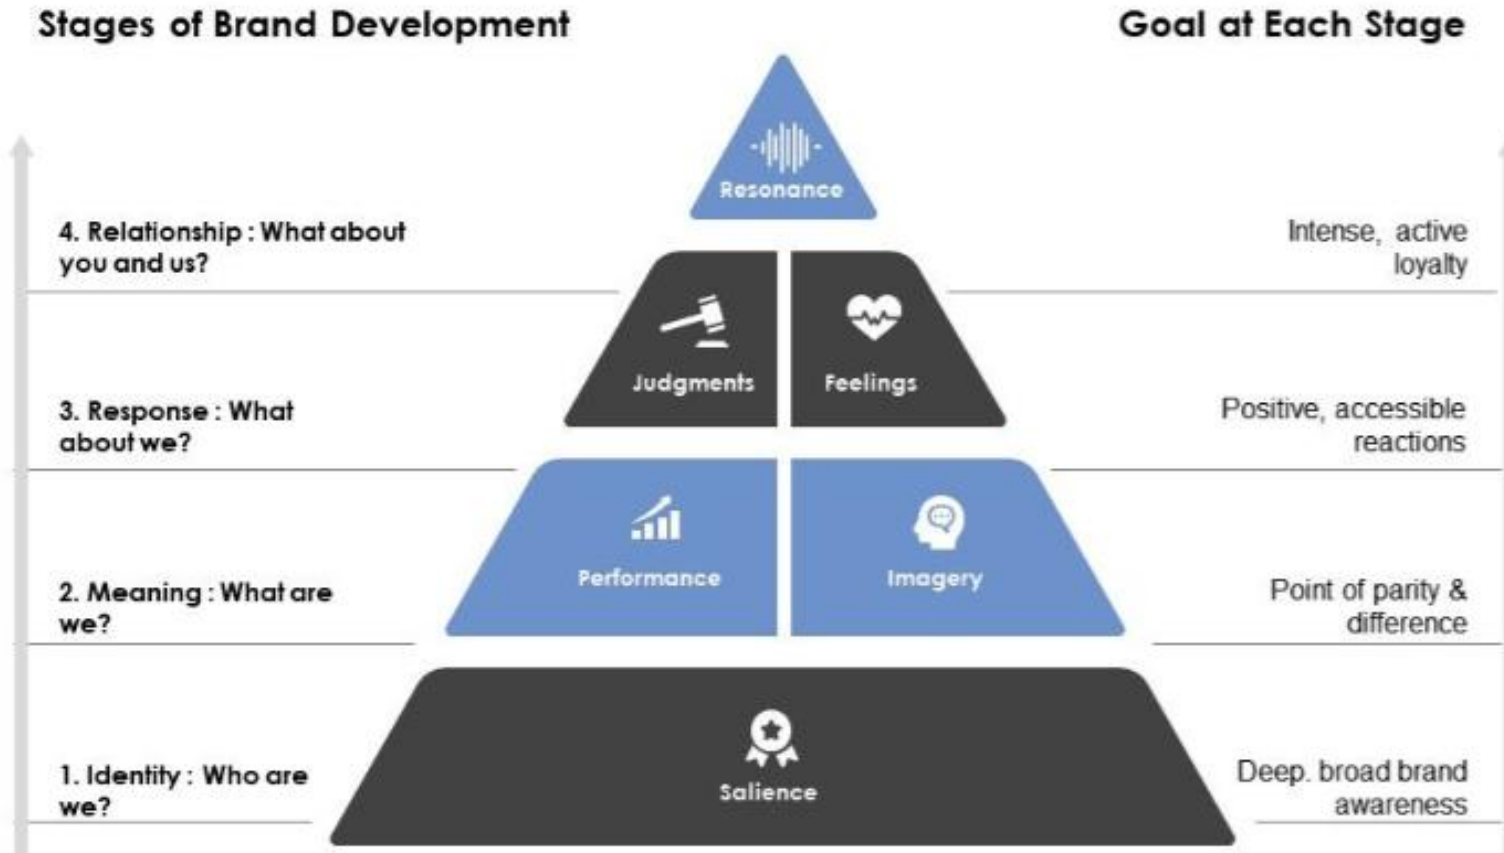 Stages of Brand Development
Goal at Each Stage
Resonance
4. Relationship : What about
you and us?
Intense, active
loyalty
Judgments
Feelings
3. Response : What
about we?
Positive, accessible
reactions
Performance
Imagery
2. Meaning : What are
we?
Point of parity &
difference
Salience
1. Identity : Who are
we?
Deep. broad brand
awareness